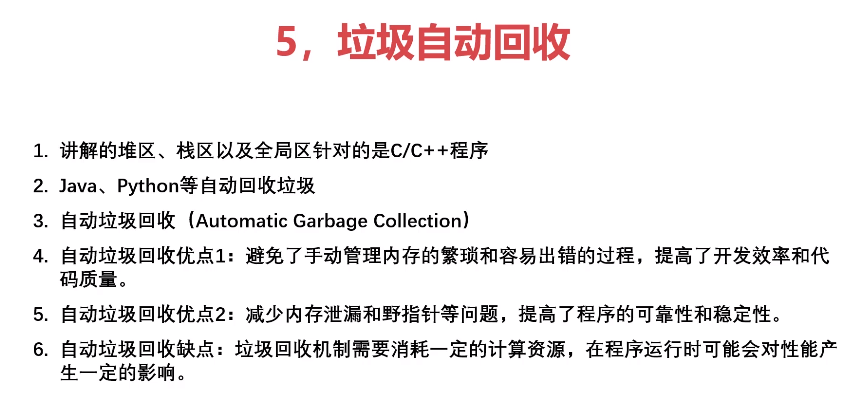 5，垃圾自动回收
1. 讲解的堆区、栈区以及全局区针对的是C/C++程序
2. Java、Python等自动回收垃圾
3. 自动垃圾回收（Automatic Garbage Collection）
4. 自动垃圾回收优点1：避免了手动管理内存的繁琐和容易出错的过程，提高了开发效率和代
码质量。
5. 自动垃圾回收优点2：减少内存泄漏和野指针等问题，提高了程序的可靠性和稳定性。
6. 自动垃圾回收缺点：垃圾回收机制需要消耗一定的计算资源，在程序运行时可能会对性能产
生一定的影响。